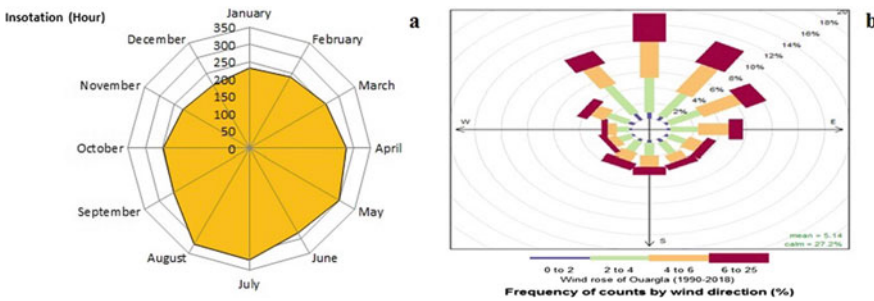 Insotation (Hour)
January
a
February
March
April
May
June
July
August
September
October
November
December
350
300
250
200
150
100
50
0
b
20
18%
16%
14%
12%
10%
8%
6%
4%
2%
W
E
S
mean = 5.14
calm = 27.2%
0 to 2
2 to 4
4 to 6
6 to 25
Wind rose of Ouargla (1990-2018)
Frequency of counts by wind direction (%)